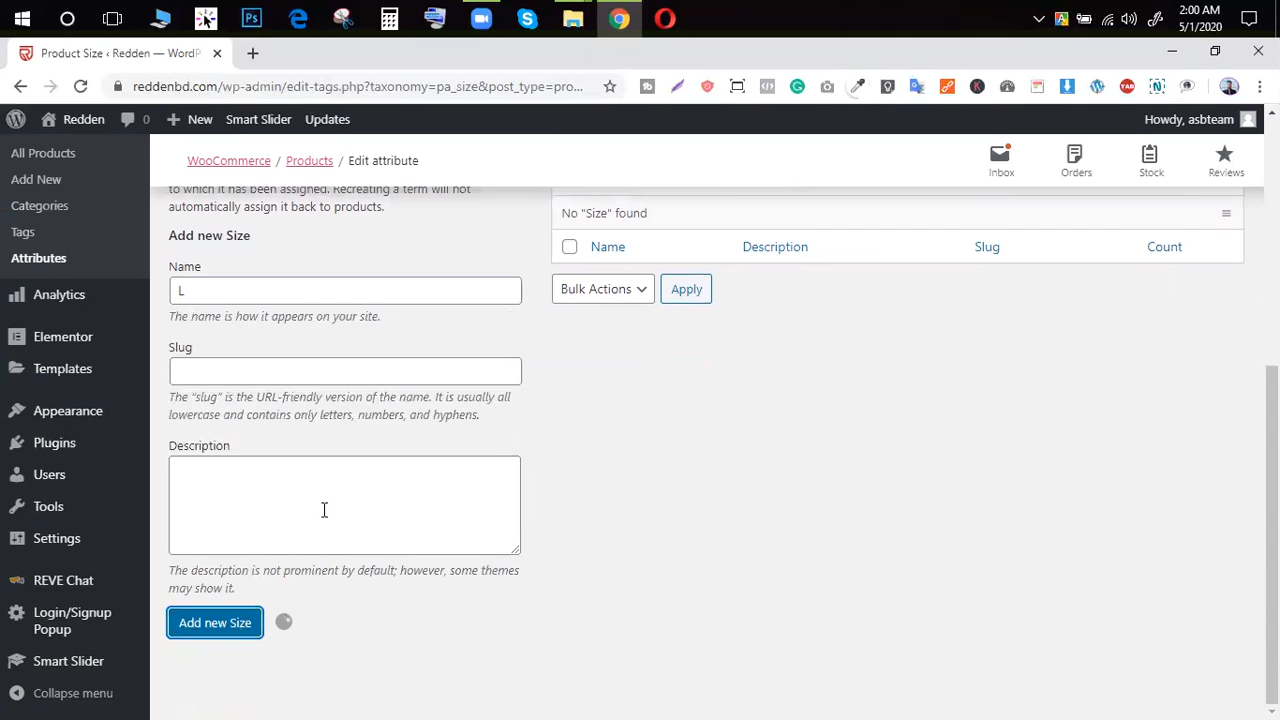 2:00 AM
5/1/2020
Product Size ‹ Redden — WordP
reddenbd.com/wp-admin/edit-tags.php?taxonomy=pa_size&post_type=pro...
Redden
0
New
Smart Slider
Updates
Howdy, asbteam
All Products
Add New
Categories
Tags
Attributes
Analytics
Elementor
Templates
Appearance
Plugins
Users
Tools
Settings
REVE Chat
Login/Signup
Popup
Smart Slider
Collapse menu
WooCommerce / Products / Edit attribute
Inbox
Orders
Stock
Reviews
to which it has been assigned. Recreating a term will not
automatically assign it back to products.
Add new Size
Name
L
The name is how it appears on your site.
Slug
The “slug” is the URL-friendly version of the name. It is usually all
lowercase and contains only letters, numbers, and hyphens.
Description
The description is not prominent by default; however, some themes
may show it.
Add new Size
No "Size" found
Name Description Slug Count
Bulk Actions
Apply